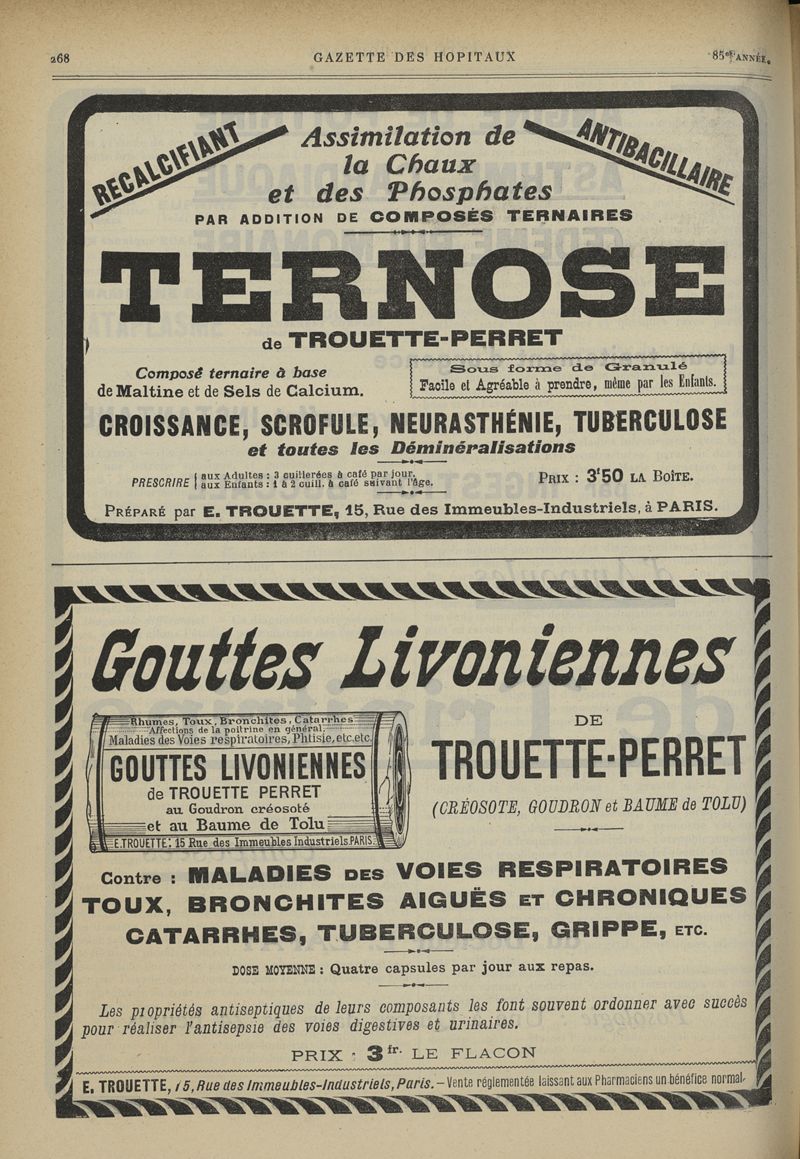 268 GAZETTE DES HOPITAUX 85e ANNÉE.
RECALCIFIANT
ANTIBACILLAIRE
Assimilation de
la Chaux
et des Phosphates
PAR ADDITION DE COMPOSÉS TERNAIRES
TERNOSE
de TROUETTE-PERRET
Composé ternaire à base
de Maltine et de Sels de Calcium.
Sous forme de Granulé
Facile et Agréable à prendre, même par les Enfants.
CROISSANCE, SCROFULE, NEURASTHÉNIE, TUBERCULOSE
et toutes les Déminéralisations
PRESCRIRE
aux Adultes : 3 cuillerées à café par jour.
aux Enfants : 1 à 2 cuill. à café suivant l'âge.
PRIX : 3f50 LA BOÎTE.
PRÉPARÉ par E. TROUETTE, 15, Rue des Immeubles-Industriels, à PARIS.
Gouttes Livoniennes
Rhumes, Toux, Bronchites, Catarrhes
Affections de la poitrine en général,
Maladies des Voies respiratoires, Phtisie, etc. etc.
GOUTTES LIVONIENNES
de TROUETTE PERRET
au Goudron créosoté
et au Baume de Tolu
E. TROUETTE. 15 Rue des Immeubles Industriels. PARIS.
DE
TROUETTE-PERRET
(CRÉOSOTE, GOUDRON et BAUME de TOLU)
Contre : MALADIES DES VOIES RESPIRATOIRES
TOUX, BRONCHITES AIGUËS ET CHRONIQUES
CATARRHES, TUBERCULOSE, GRIPPE, ETC.
DOSE MOYENNE : Quatre capsules par jour aux repas.
Les propriétés antiseptiques de leurs composants les font souvent ordonner avec succès
pour réaliser l'antisepsie des voies digestives et urinaires.
PRIX : 3fr. LE FLACON
E. TROUETTE, 15, Rue des Immeubles-Industriels, Paris. - Vente réglementée laissant aux Pharmaciens un bénéfice normal.